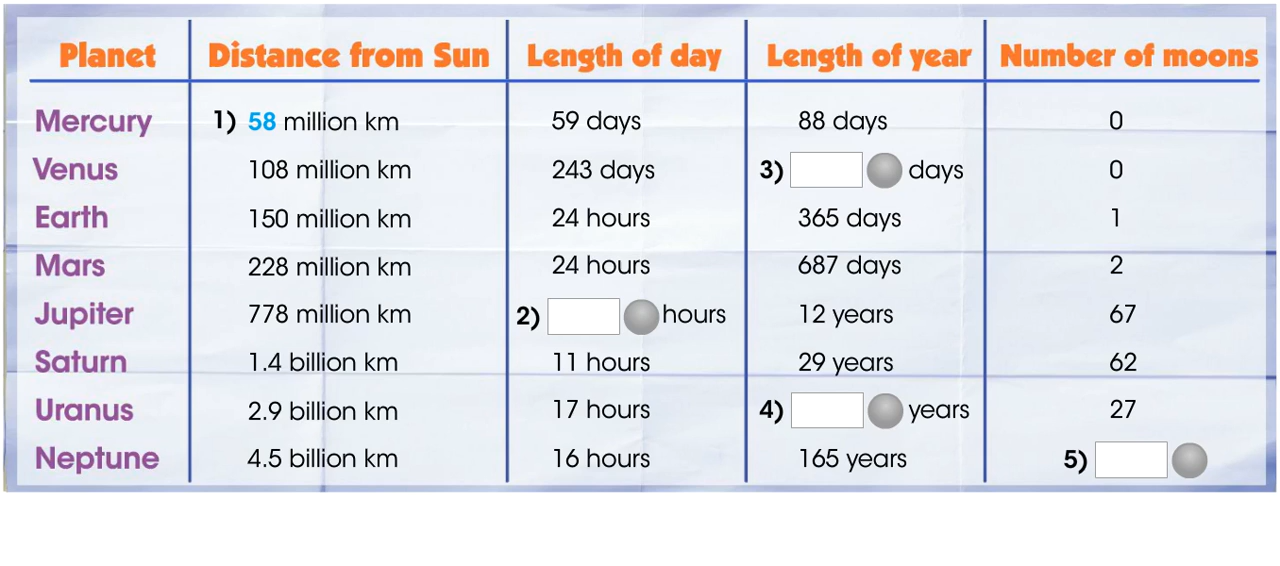 Planet Distance from Sun Length of day Length of year Number of moons
Mercury 1) 58 million km 59 days 88 days 0
Venus 108 million km 243 days 3) days 0
Earth 150 million km 24 hours 365 days 1
Mars 228 million km 24 hours 687 days 2
Jupiter 778 million km 2) hours 12 years 67
Saturn 1.4 billion km 11 hours 29 years 62
Uranus 2.9 billion km 17 hours 4) years 27
Neptune 4.5 billion km 16 hours 165 years 5)